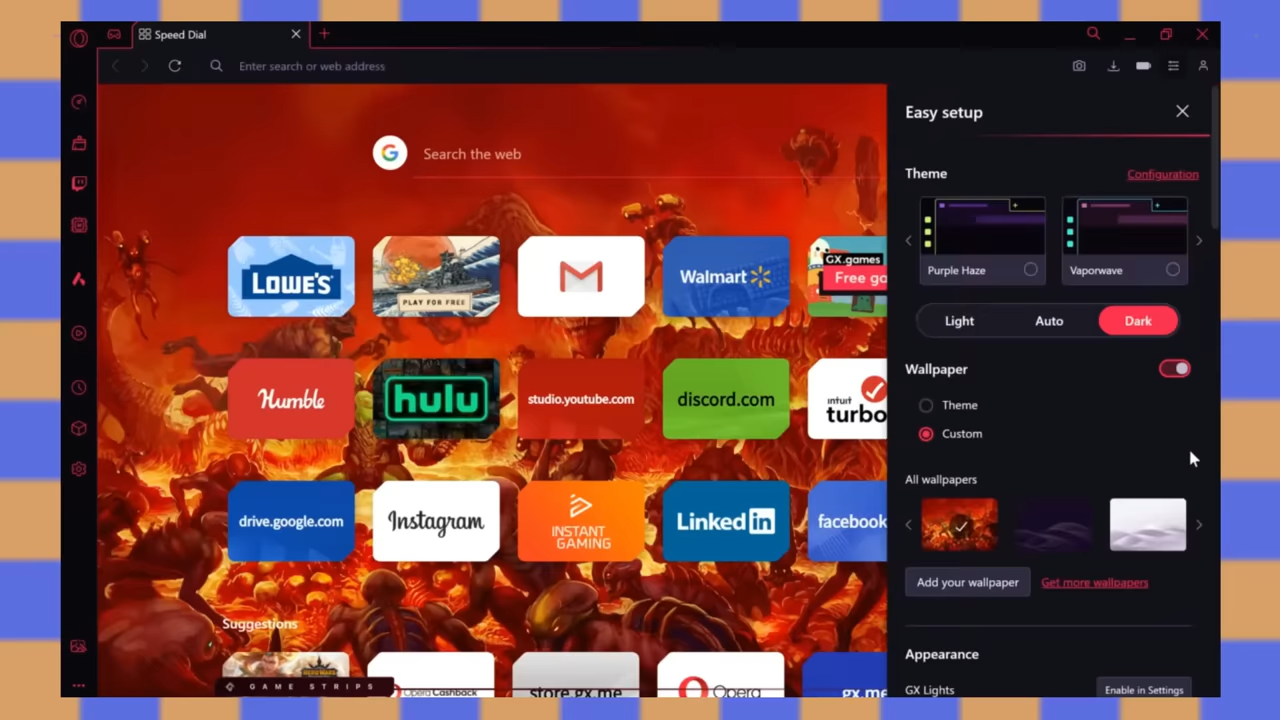 Speed Dial
Enter search or web address
Easy setup
Search the web
Theme
Configuration
Purple Haze
Vaporwave
Light
Auto
Dark
LOWE'S
PLAY FOR FREE
Walmart
GX.games
Free ga
Wallpaper
Theme
Custom
Humble
hulu
studio.youtube.com
discord.com
intuit
turbo
All wallpapers
drive.google.com
Instagram
INSTANT
GAMING
Linked in
facebook
Add your wallpaper
Get more wallpapers
Suggestions
Appearance
GX Lights
Enable in Settings
GAME STRIPS
Opera Cashback
store.gx.me
Opera
gx.me